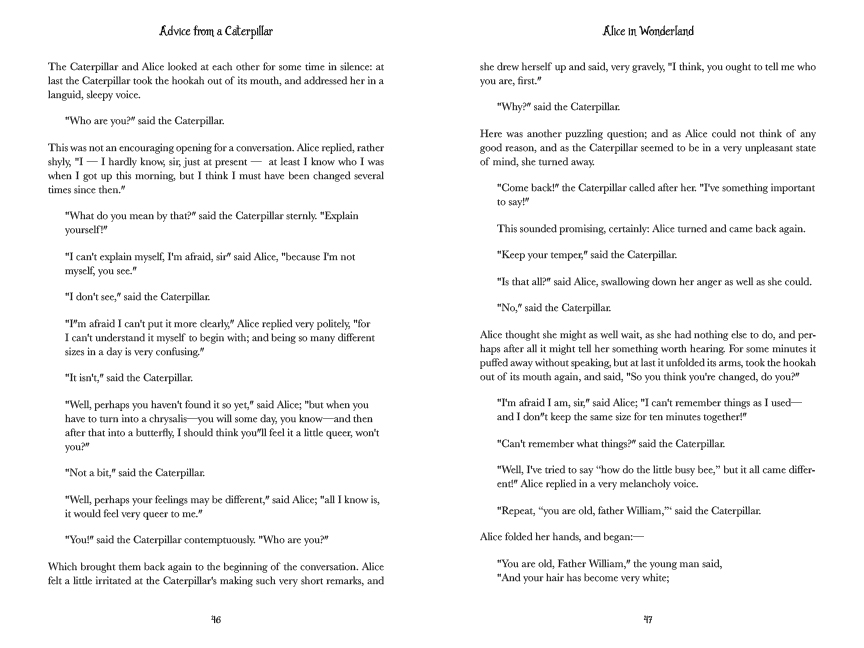 Advice from a Caterpillar
The Caterpillar and Alice looked at each other for some time in silence: at
last the Caterpillar took the hookah out of its mouth, and addressed her in a
languid, sleepy voice.
"Who are you?" said the Caterpillar.
This was not an encouraging opening for a conversation. Alice replied, rather
shyly, "I — I hardly know, sir, just at present — at least I know who I was
when I got up this morning, but I think I must have been changed several
times since then."
"What do you mean by that?" said the Caterpillar sternly. "Explain
yourself!"
"I can't explain myself, I'm afraid, sir" said Alice, "because I'm not
myself, you see."
"I don't see," said the Caterpillar.
"I"m afraid I can't put it more clearly," Alice replied very politely, "for
I can't understand it myself to begin with; and being so many different
sizes in a day is very confusing."
"It isn't," said the Caterpillar.
"Well, perhaps you haven't found it so yet," said Alice; "but when you
have to turn into a chrysalis—you will some day, you know—and then
after that into a butterfly, I should think you"ll feel it a little queer, won't
you?"
"Not a bit," said the Caterpillar.
"Well, perhaps your feelings may be different," said Alice; "all I know is,
it would feel very queer to me."
"You!" said the Caterpillar contemptuously. "Who are you?"
Which brought them back again to the beginning of the conversation. Alice
felt a little irritated at the Caterpillar's making such very short remarks, and
46
Alice in Wonderland
she drew herself up and said, very gravely, "I think, you ought to tell me who
you are, first."
"Why?" said the Caterpillar.
Here was another puzzling question; and as Alice could not think of any
good reason, and as the Caterpillar seemed to be in a very unpleasant state
of mind, she turned away.
"Come back!" the Caterpillar called after her. "I've something important
to say!"
This sounded promising, certainly: Alice turned and came back again.
"Keep your temper," said the Caterpillar.
"Is that all?" said Alice, swallowing down her anger as well as she could.
"No," said the Caterpillar.
Alice thought she might as well wait, as she had nothing else to do, and per-
haps after all it might tell her something worth hearing. For some minutes it
puffed away without speaking, but at last it unfolded its arms, took the hookah
out of its mouth again, and said, "So you think you're changed, do you?"
"I'm afraid I am, sir," said Alice; "I can't remember things as I used—
and I don"t keep the same size for ten minutes together!"
"Can't remember what things?" said the Caterpillar.
"Well, I've tried to say “how do the little busy bee,” but it all came differ-
ent!" Alice replied in a very melancholy voice.
"Repeat, “you are old, father William,”‘ said the Caterpillar.
Alice folded her hands, and began:—
"You are old, Father William," the young man said,
"And your hair has become very white;
47